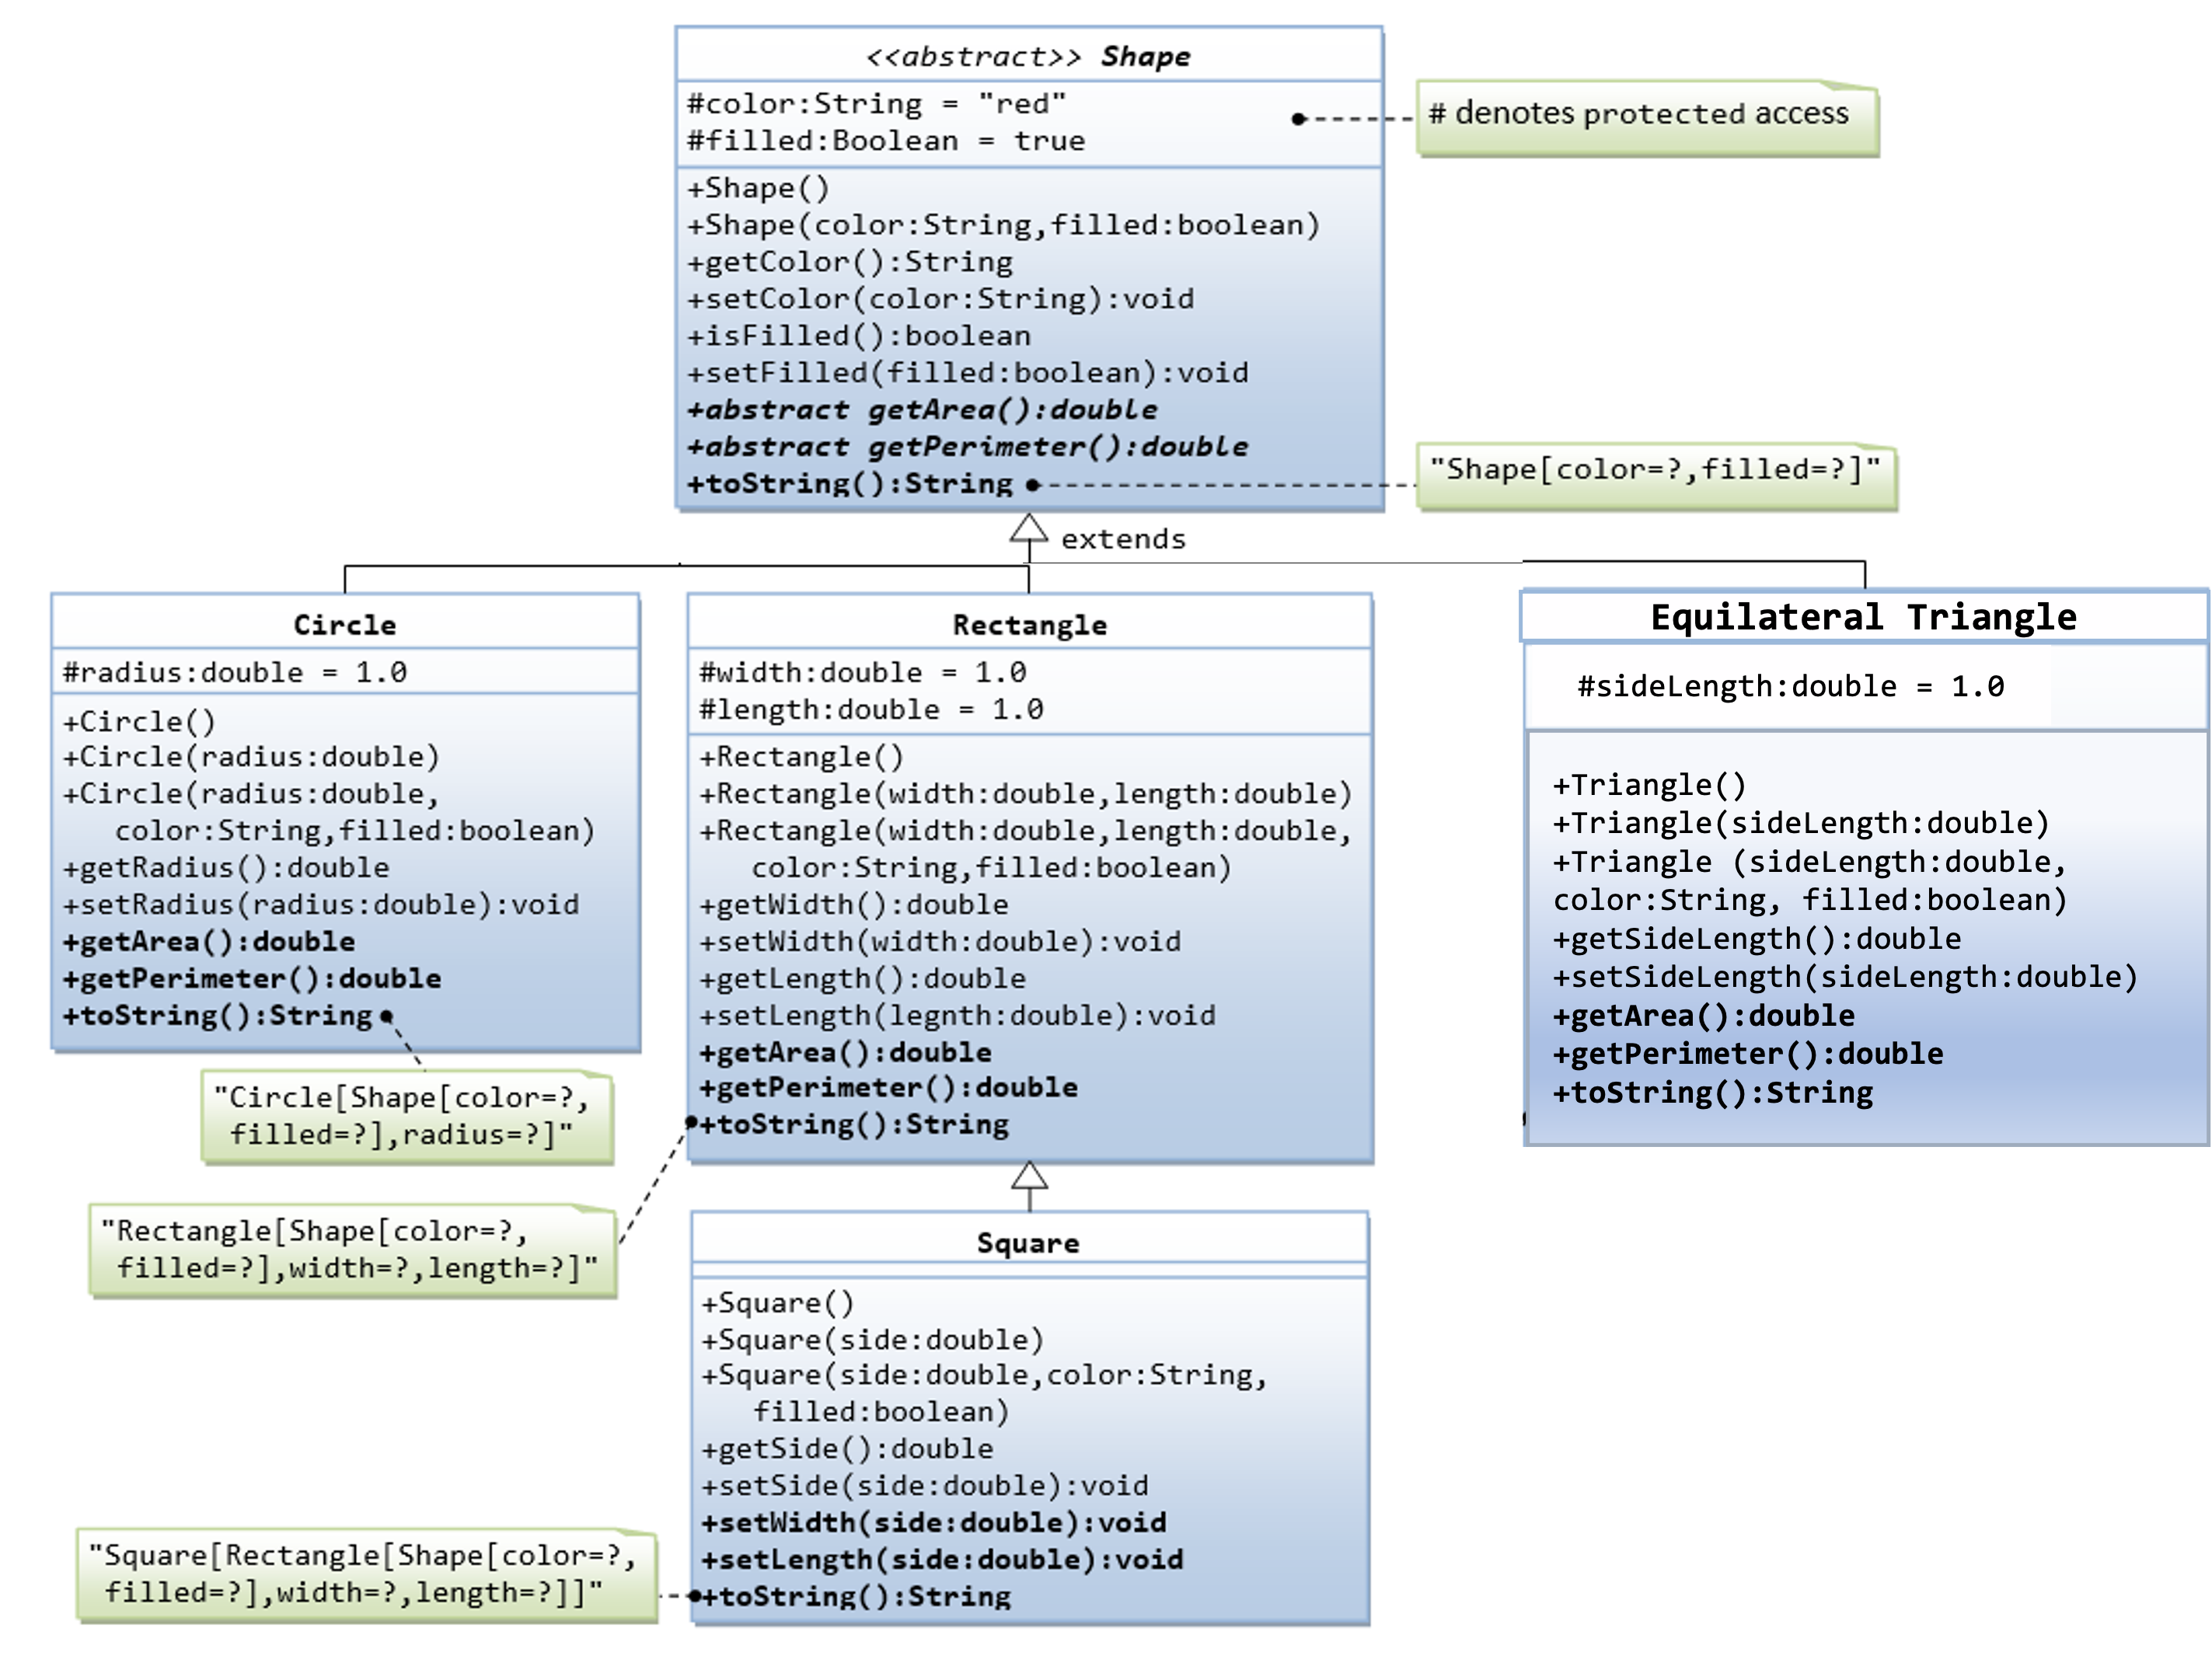 <<abstract>> Shape
#color:String = "red"
#filled:Boolean = true
# denotes protected access
+Shape()
+Shape(color:String,filled:boolean)
+getColor():String
+setColor(color:String):void
+isFilled():boolean
+setFilled(filled:boolean):void
+abstract getArea():double
+abstract getPerimeter():double
+toString():String
"Shape[color=?,filled=?]"
extends
Circle
#radius:double = 1.0
+Circle()
+Circle(radius:double)
+Circle(radius:double,
color:String,filled:boolean)
+getRadius():double
+setRadius(radius:double):void
+getArea():double
+getPerimeter():double
+toString():String
"Circle[Shape[color=?,
filled=?],radius=?]"
Rectangle
#width:double = 1.0
#length:double = 1.0
+Rectangle()
+Rectangle(width:double,length:double)
+Rectangle(width:double,length:double,
color:String,filled:boolean)
+getWidth():double
+setWidth(width:double):void
+getLength():double
+setLength(legnth:double):void
+getArea():double
+getPerimeter():double
+toString():String
"Rectangle[Shape[color=?,
filled=?],width=?,length=?]"
Equilateral Triangle
#sideLength:double = 1.0
+Triangle()
+Triangle(sideLength:double)
+Triangle (sideLength:double,
color:String, filled:boolean)
+getSideLength():double
+setSideLength(sideLength:double)
+getArea():double
+getPerimeter():double
+toString():String
Square
+Square()
+Square(side:double)
+Square(side:double,color:String,
filled:boolean)
+getSide():double
+setSide(side:double):void
+setWidth(side:double):void
+setLength(side:double):void
+toString():String
"Square[Rectangle[Shape[color=?,
filled=?],width=?,length=?]]"